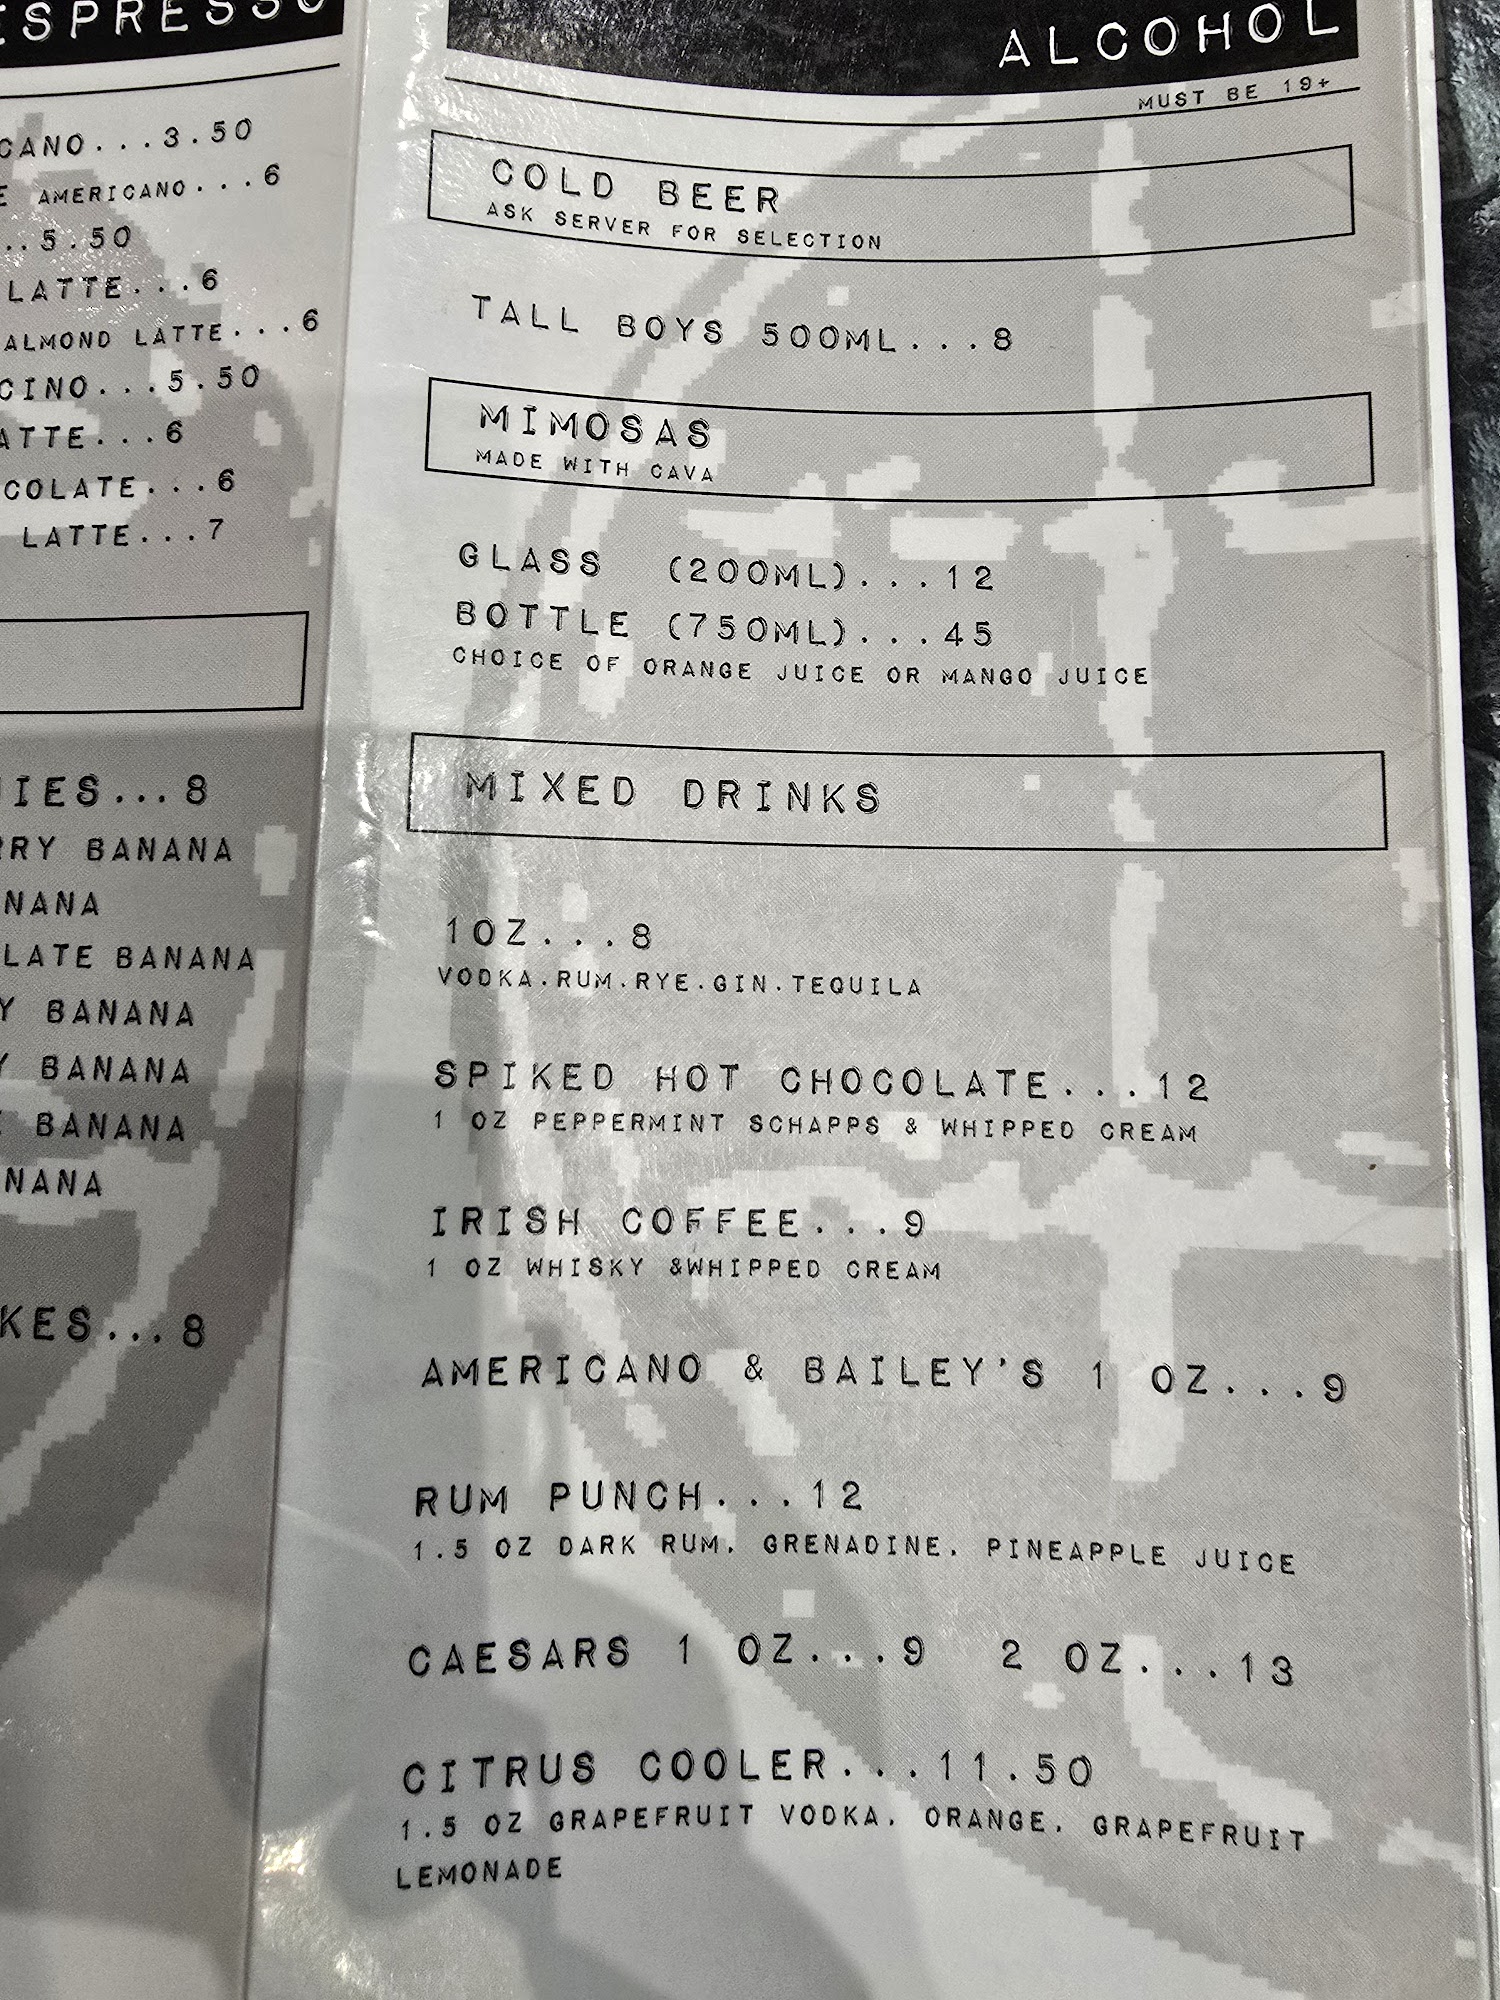 ESPRESSO
CANO...3.50
E AMERICANO...6
..5.50
LATTE...6
ALMOND LATTE...6
CINO...5.50
ATTE...6
COLATE...6
LATTE...7
IES...8
RRY BANANA
NANA
LATE BANANA
Y BANANA
Y BANANA
BANANA
NANA
KES...8
ALCOHOL
MUST BE 19+
COLD BEER
ASK SERVER FOR SELECTION
TALL BOYS 500ML...8
MIMOSAS
MADE WITH CAVA
GLASS (200ML)...12
BOTTLE (750ML)...45
CHOICE OF ORANGE JUICE OR MANGO JUICE
MIXED DRINKS
1OZ...8
VODKA.RUM.RYE.GIN.TEQUILA
SPIKED HOT CHOCOLATE...12
1 OZ PEPPERMINT SCHAPPS & WHIPPED CREAM
IRISH COFFEE...9
1 OZ WHISKY &WHIPPED CREAM
AMERICANO & BAILEY'S 1 OZ...9
RUM PUNCH...12
1.5 OZ DARK RUM. GRENADINE. PINEAPPLE JUICE
CAESARS 1 OZ...9 2 OZ...13
CITRUS COOLER...11.50
1.5 OZ GRAPEFRUIT VODKA. ORANGE. GRAPEFRUIT
LEMONADE